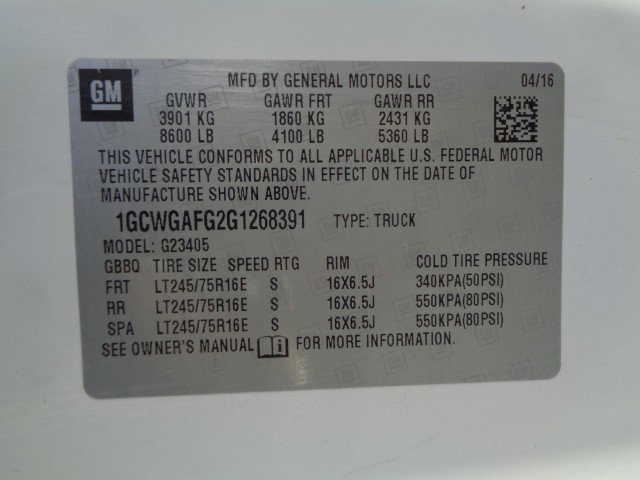 GM
MFD BY GENERAL MOTORS LLC 04/16
GVWR GAWR FRT GAWR RR
3901 KG 1860 KG 2431 KG
8600 LB 4100 LB 5360 LB
THIS VEHICLE CONFORMS TO ALL APPLICABLE U.S. FEDERAL MOTOR
VEHICLE SAFETY STANDARDS IN EFFECT ON THE DATE OF
MANUFACTURE SHOWN ABOVE.
1GCWGAFG2G1268391 TYPE: TRUCK
MODEL: G23405
GBBQ TIRE SIZE SPEED RTG RIM COLD TIRE PRESSURE
FRT LT245/75R16E S 16X6.5J 340KPA(50PSI)
RR LT245/75R16E S 16X6.5J 550KPA(80PSI)
SPA LT245/75R16E S 16X6.5J 550KPA(80PSI)
SEE OWNER'S MANUAL i FOR MORE INFORMATION.